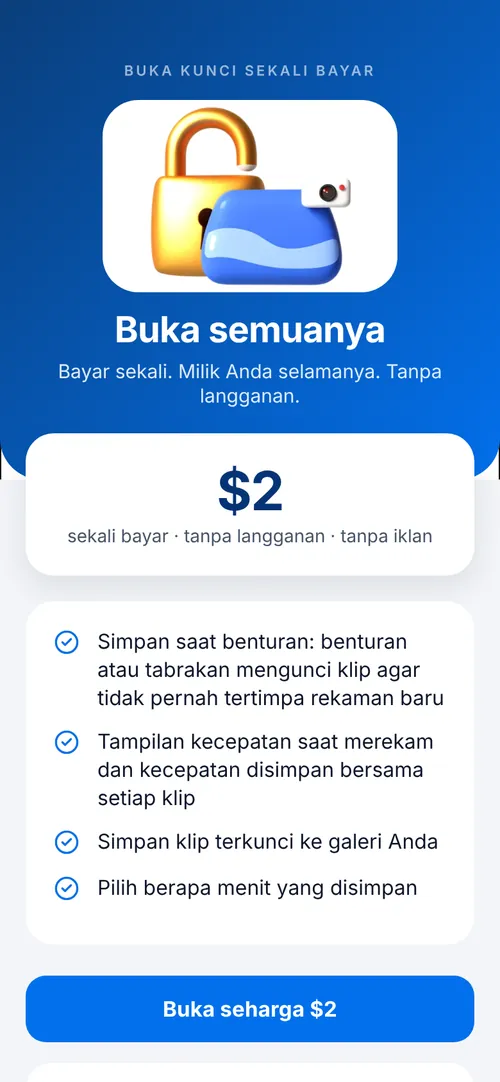 BUKA KUNCI SEKALI BAYAR
Buka semuanya
Bayar sekali. Milik Anda selamanya. Tanpa
langganan.
$2
sekali bayar · tanpa langganan · tanpa iklan
Simpan saat benturan: benturan
atau tabrakan mengunci klip agar
tidak pernah tertimpa rekaman baru
Tampilan kecepatan saat merekam
dan kecepatan disimpan bersama
setiap klip
Simpan klip terkunci ke galeri Anda
Pilih berapa menit yang disimpan
Buka seharga $2